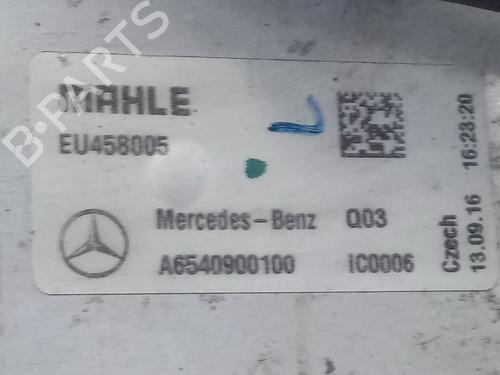 MAHLE
EU458005
Mercedes-Benz Q03
A6540900100 IC0006
Czech
13.09.16 16:23:20
B-PARTS